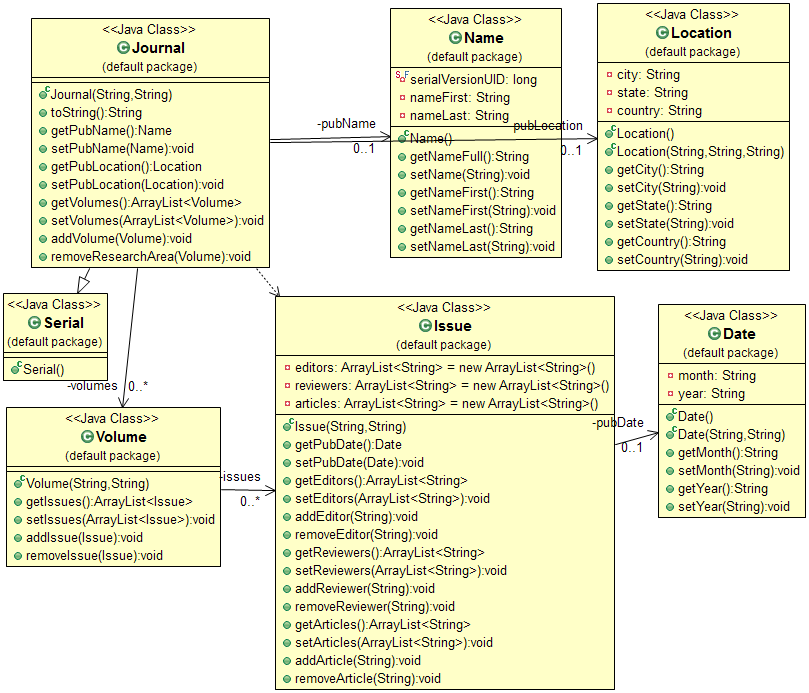 <<Java Class>>
Journal
(default package)
Journal(String,String)
toString():String
getPubName():Name
setPubName(Name):void
getPubLocation():Location
setPubLocation(Location):void
getVolumes():ArrayList<Volume>
setVolumes(ArrayList<Volume>):void
addVolume(Volume):void
removeResearchArea(Volume):void
-pubName
0..1
<<Java Class>>
Name
(default package)
serialVersionUID: long
nameFirst: String
nameLast: String
Name()
getNameFull():String
setName(String):void
getNameFirst():String
setNameFirst(String):void
getNameLast():String
setNameLast(String):void
pubLocation
0..1
<<Java Class>>
Location
(default package)
city: String
state: String
country: String
Location()
Location(String,String,String)
getCity():String
setCity(String):void
getState():String
setState(String):void
getCountry():String
setCountry(String):void
<<Java Class>>
Serial
(default package)
Serial()
-volumes
0..*
<<Java Class>>
Volume
(default package)
Volume(String,String)
getIssues():ArrayList<Issue>
setIssues(ArrayList<Issue>):void
addIssue(Issue):void
removeIssue(Issue):void
-issues
0..*
<<Java Class>>
Issue
(default package)
editors: ArrayList<String> = new ArrayList<String>()
reviewers: ArrayList<String> = new ArrayList<String>()
articles: ArrayList<String> = new ArrayList<String>()
Issue(String,String)
getPubDate():Date
setPubDate(Date):void
getEditors():ArrayList<String>
setEditors(ArrayList<String>):void
addEditor(String):void
removeEditor(String):void
getReviewers():ArrayList<String>
setReviewers(ArrayList<String>):void
addReviewer(String):void
removeReviewer(String):void
getArticles():ArrayList<String>
setArticles(ArrayList<String>):void
addArticle(String):void
removeArticle(String):void
-pubDate
0..1
<<Java Class>>
Date
(default package)
month: String
year: String
Date()
Date(String,String)
getMonth():String
setMonth(String):void
getYear():String
setYear(String):void